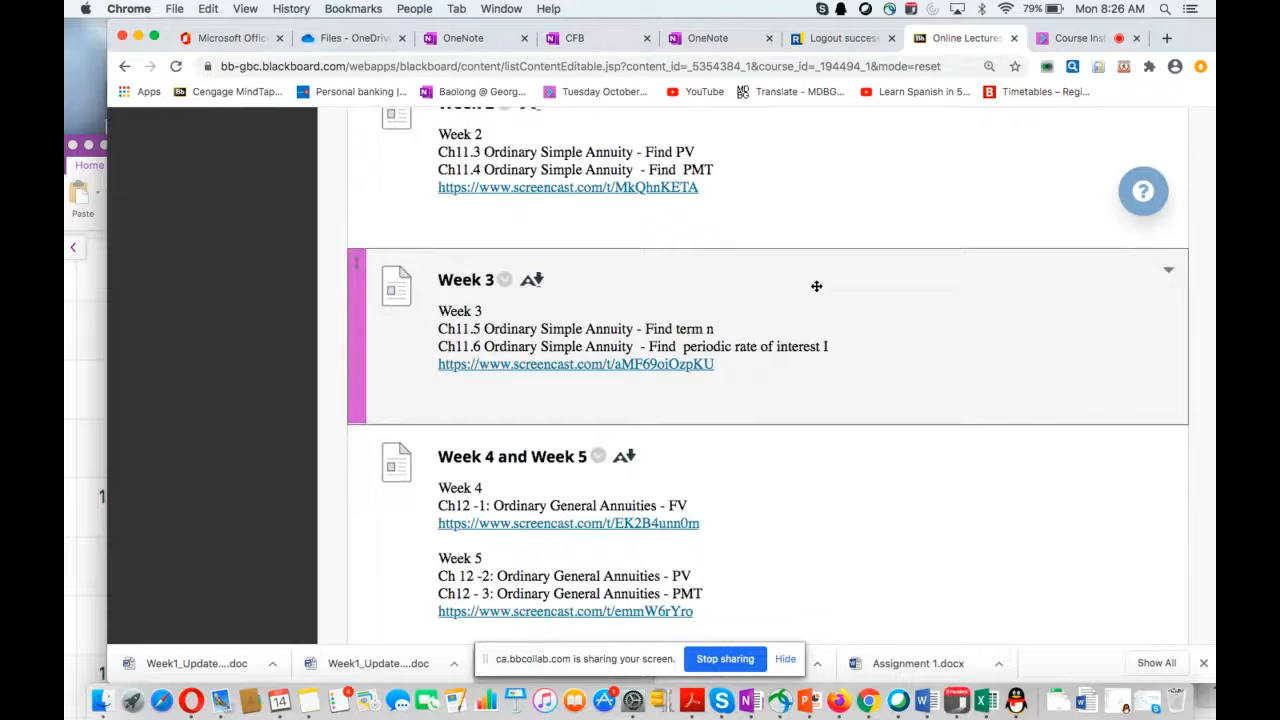 Chrome File Edit View History Bookmarks People Tab Window Help 79% Mon 8:26 AM
Microsoft Offic Files - OneDriv OneNote CFB OneNote Logout succes Online Lectures Course Inst
bb-gbc.blackboard.com/webapps/blackboard/content/listContentEditable.jsp?content_id=_5354384_1&course_id=_194494_1&mode=reset
Apps Cengage MindTap... Personal banking |... Baolong @ Georg... Tuesday October... YouTube Translate - MDBG... Learn Spanish in 5... Timetables – Regi...
Home
Paste
Week 2
Ch11.3 Ordinary Simple Annuity - Find PV
Ch11.4 Ordinary Simple Annuity - Find PMT
https://www.screencast.com/t/MkQhnKETA
Week 3
Week 3
Ch11.5 Ordinary Simple Annuity - Find term n
Ch11.6 Ordinary Simple Annuity - Find periodic rate of interest I
https://www.screencast.com/t/aMF69oiOzpKU
Week 4 and Week 5
Week 4
Ch12 -1: Ordinary General Annuities - FV
https://www.screencast.com/t/EK2B4unn0m
Week 5
Ch 12 -2: Ordinary General Annuities - PV
Ch12 - 3: Ordinary General Annuities - PMT
https://www.screencast.com/t/emmW6rYro
ca.bbcollab.com is sharing your screen. Stop sharing Hide
Week1_Update....doc Week1_Update....doc Assignment 1.docx Show All